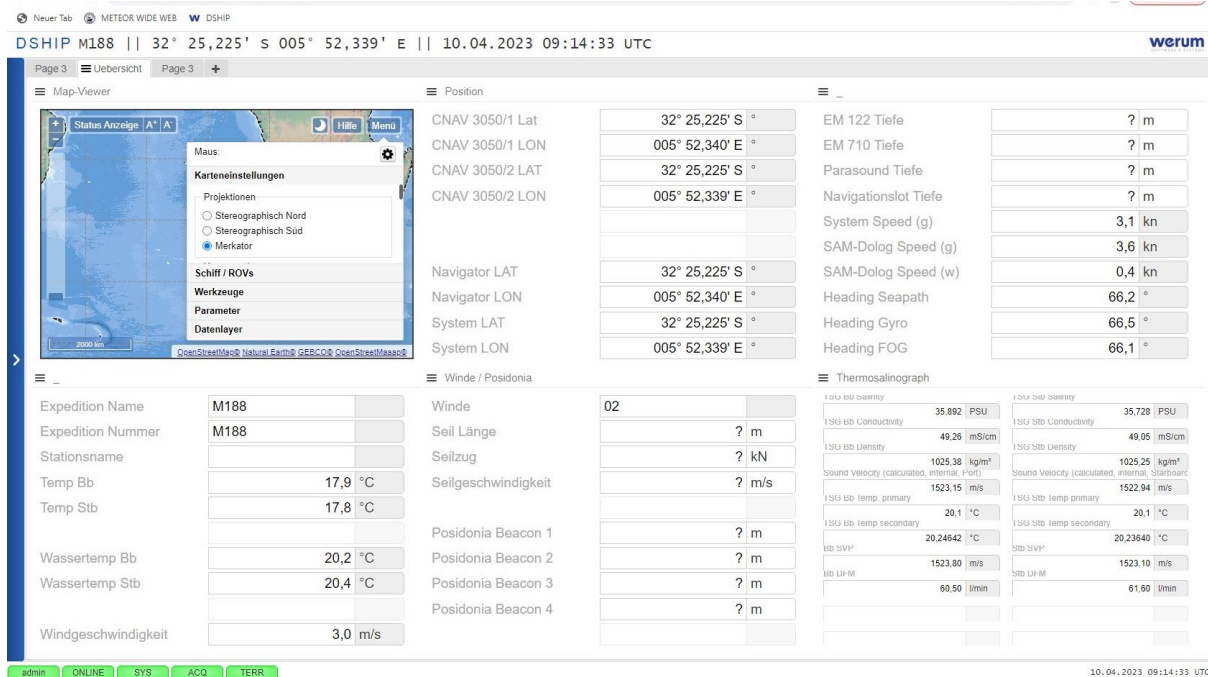 Neuer Tab METEOR WIDE WEB W DSHIP
DSHIP M188 || 32° 25,225' S 005° 52,339' E || 10.04.2023 09:14:33 UTC
werum
Page 3 Uebersicht Page 3 +
Map-Viewer
+ Status Anzeige A+ A- Hilfe Menü
-
Maus:
Karteneinstellungen
Projektionen
Stereographisch Nord
Stereographisch Süd
Merkator
Schiff / ROVs
Werkzeuge
Parameter
Datenlayer
2000 km
OpenStreetMap© Natural Earth© GEBCO© OpenStreetMaaap©
Position
CNAV 3050/1 Lat 32° 25,225' S °
CNAV 3050/1 LON 005° 52,340' E °
CNAV 3050/2 LAT 32° 25,225' S °
CNAV 3050/2 LON 005° 52,339' E °
Navigator LAT 32° 25,225' S °
Navigator LON 005° 52,340' E °
System LAT 32° 25,225' S °
System LON 005° 52,339' E °
_
EM 122 Tiefe ? m
EM 710 Tiefe ? m
Parasound Tiefe ? m
Navigationslot Tiefe ? m
System Speed (g) 3,1 kn
SAM-Dolog Speed (g) 3,6 kn
SAM-Dolog Speed (w) 0,4 kn
Heading Seapath 66,2 °
Heading Gyro 66,5 °
Heading FOG 66,1 °
_
Expedition Name M188
Expedition Nummer M188
Stationsname
Temp Bb 17,9 °C
Temp Stb 17,8 °C
Wassertemp Bb 20,2 °C
Wassertemp Stb 20,4 °C
Windgeschwindigkeit 3,0 m/s
Winde / Posidonia
Winde 02
Seil Länge ? m
Seilzug ? kN
Seilgeschwindigkeit ? m/s
Posidonia Beacon 1 ? m
Posidonia Beacon 2 ? m
Posidonia Beacon 3 ? m
Posidonia Beacon 4 ? m
Thermosalinograph
TSG Bb Salinity TSG Stb Salinity
35,892 PSU 35,728 PSU
TSG Bb Conductivity TSG Stb Conductivity
49,26 mS/cm 49,05 mS/cm
TSG Bb Density TSG Stb Density
1025,38 kg/m³ 1025,25 kg/m³
Sound Velocity (calculated, internal, Port) Sound Velocity (calculated, internal, Starboard
1523,15 m/s 1522,94 m/s
TSG Bb Temp. primary TSG Stb Temp primary
20,1 °C 20,1 °C
TSG Bb Temp secondary TSG Stb Temp secondary
20,24642 °C 20,23640 °C
Bb SVP Stb SVP
1523,80 m/s 1523,10 m/s
Bb DFM Stb DFM
60,50 l/min 61,60 l/min
admin ONLINE SYS ACQ TERR
10.04.2023 09:14:33 UTC